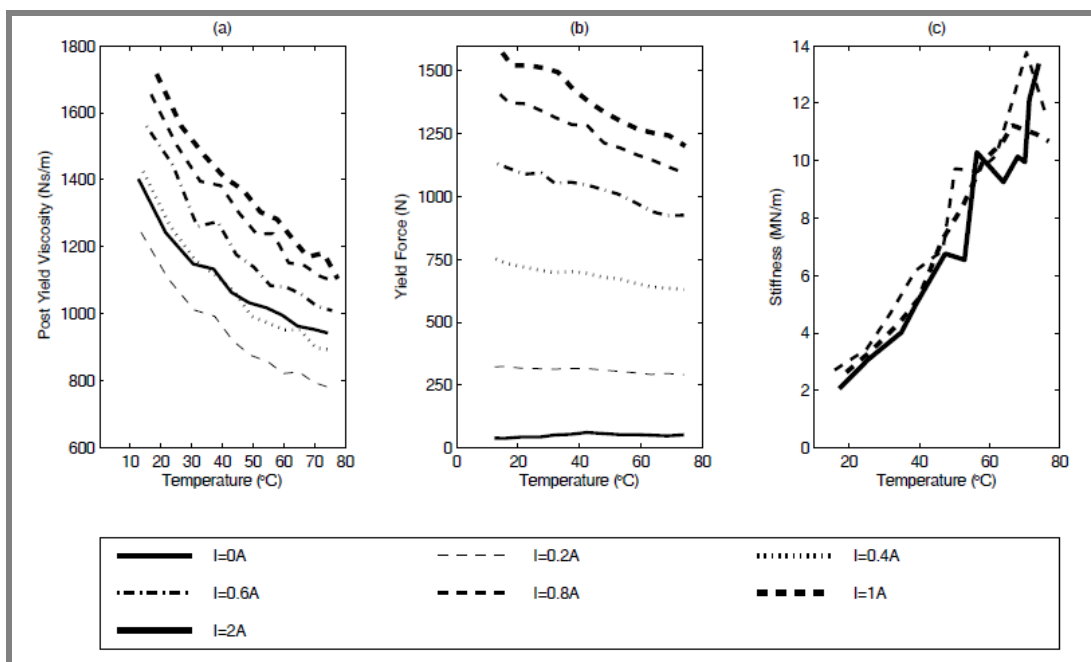 (a) (b) (c)
1800
1600
1400
1200
1000
800
600
Post Yield Viscosity (Ns/m)
10 20 30 40 50 60 70 80
Temperature (°C)
1500
1250
1000
750
500
250
0
Yield Force (N)
0 20 40 60 80
Temperature (°C)
14
12
10
8
6
4
2
0
Stiffness (MN/m)
20 40 60 80
Temperature (°C)
I=0A I=0.2A I=0.4A
I=0.6A I=0.8A I=1A
I=2A